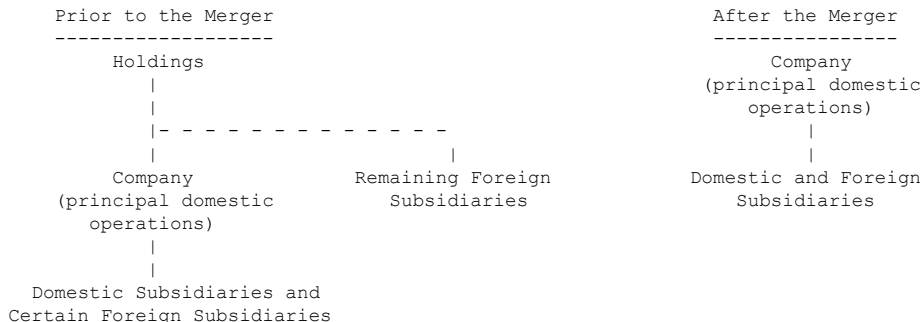 Prior to the Merger After the Merger
------------------- ----------------
Holdings Company
| (principal domestic
| operations)
|- - - - - - - - - - - - - |
| | |
Company Remaining Foreign Domestic and Foreign
(principal domestic Subsidiaries Subsidiaries
operations)
|
|
Domestic Subsidiaries and
Certain Foreign Subsidiaries